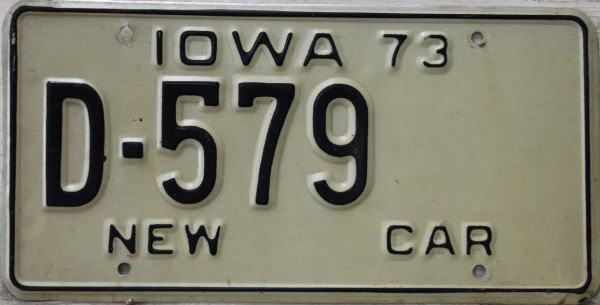 IOWA 73
D-579
NEW CAR